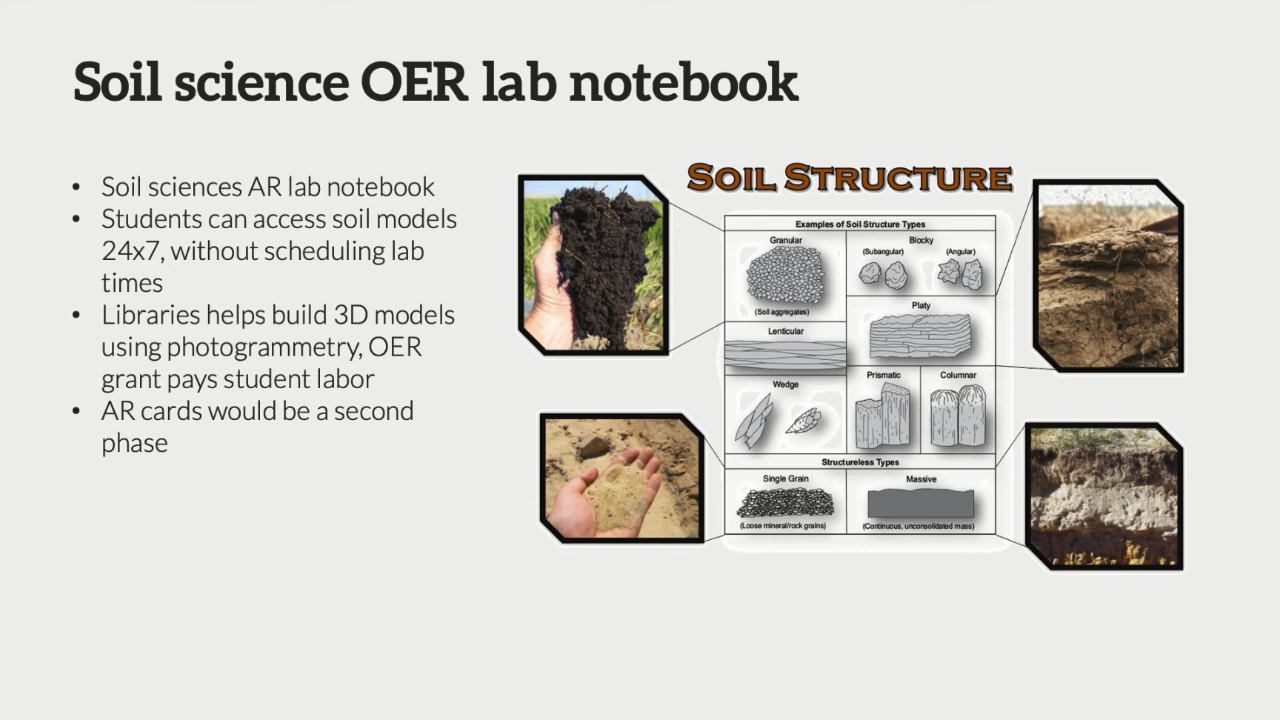 Soil science OER lab notebook
• Soil sciences AR lab notebook
• Students can access soil models
24x7, without scheduling lab
times
• Libraries helps build 3D models
using photogrammetry, OER
grant pays student labor
• AR cards would be a second
phase
SOIL STRUCTURE
Examples of Soil Structure Types
Granular
(Soil aggregates)
Blocky
(Subangular)
(Angular)
Platy
Lenticular
Wedge
Prismatic
Columnar
Structureless Types
Single Grain
(Loose mineral/rock grains)
Massive
(Continuous, unconsolidated mass)